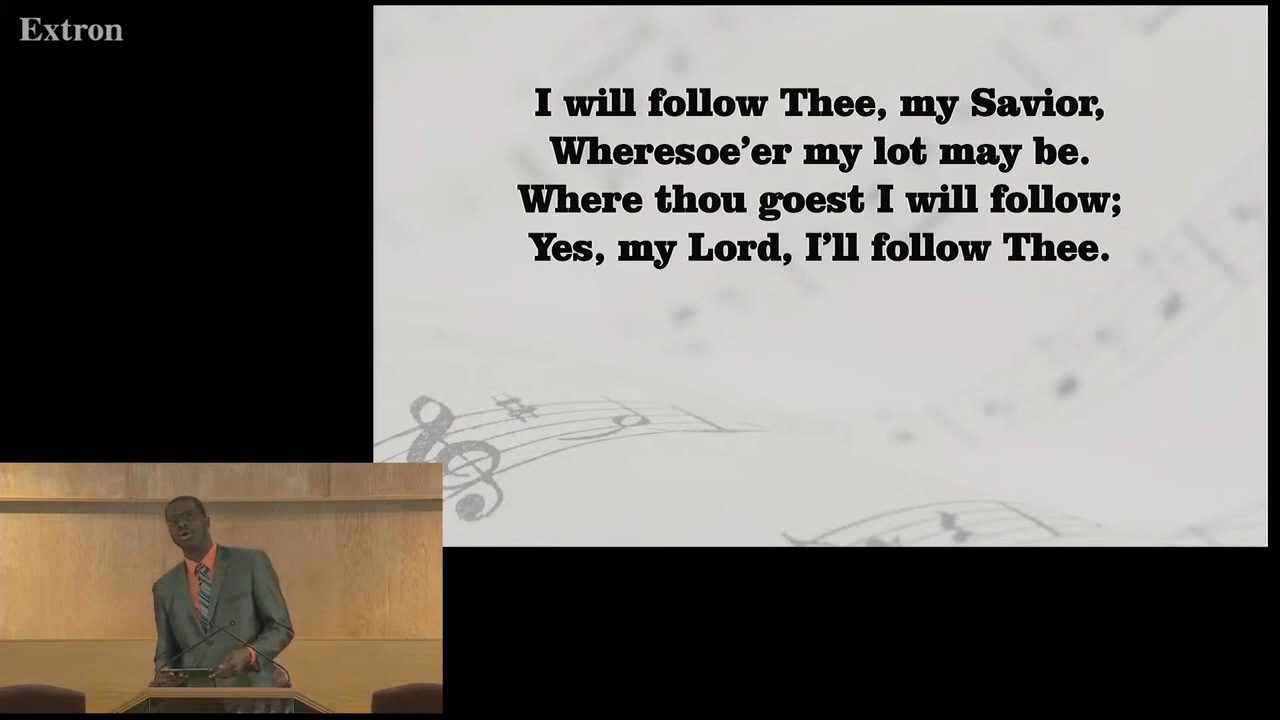 Extron
I will follow Thee, my Savior,
Wheresoe’er my lot may be.
Where thou goest I will follow;
Yes, my Lord, I’ll follow Thee.